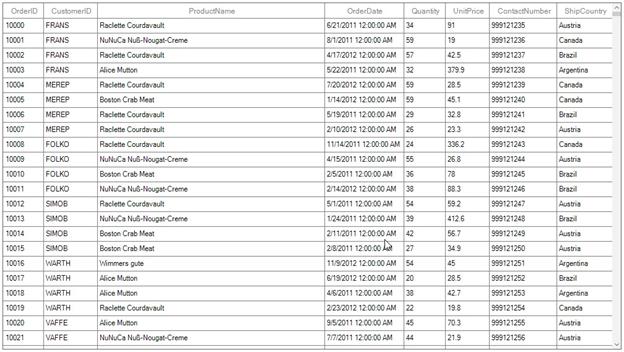 OrderID CustomerID ProductName OrderDate Quantity UnitPrice ContactNumber ShipCountry
10000 FRANS Raclette Courdavault 6/21/2011 12:00:00 AM 34 91 999121235 Austria
10001 FRANS NuNuCa Nuß-Nougat-Creme 8/1/2011 12:00:00 AM 59 19 999121236 Canada
10002 FRANS Raclette Courdavault 4/17/2012 12:00:00 AM 57 42.5 999121237 Brazil
10003 FRANS Alice Mutton 5/22/2011 12:00:00 AM 32 379.9 999121238 Argentina
10004 MEREP Raclette Courdavault 7/20/2012 12:00:00 AM 59 28.5 999121239 Canada
10005 MEREP Boston Crab Meat 1/14/2012 12:00:00 AM 59 45.1 999121240 Canada
10006 MEREP Raclette Courdavault 5/19/2011 12:00:00 AM 29 32.8 999121241 Brazil
10007 MEREP Raclette Courdavault 2/10/2012 12:00:00 AM 26 23.3 999121242 Austria
10008 FOLKO Raclette Courdavault 11/14/2011 12:00:00 AM 24 336.2 999121243 Canada
10009 FOLKO NuNuCa Nuß-Nougat-Creme 4/15/2011 12:00:00 AM 55 26.8 999121244 Austria
10010 FOLKO Boston Crab Meat 2/5/2011 12:00:00 AM 36 78 999121245 Brazil
10011 FOLKO NuNuCa Nuß-Nougat-Creme 2/14/2012 12:00:00 AM 38 88.3 999121246 Brazil
10012 SIMOB Raclette Courdavault 5/1/2011 12:00:00 AM 54 59.2 999121247 Austria
10013 SIMOB NuNuCa Nuß-Nougat-Creme 1/24/2011 12:00:00 AM 39 412.6 999121248 Brazil
10014 SIMOB Boston Crab Meat 2/11/2011 12:00:00 AM 42 56.7 999121249 Austria
10015 SIMOB Boston Crab Meat 2/8/2011 12:00:00 AM 27 34.9 999121250 Austria
10016 WARTH Wimmers gute 11/9/2012 12:00:00 AM 54 45 999121251 Argentina
10017 WARTH Alice Mutton 6/19/2012 12:00:00 AM 20 28.5 999121252 Brazil
10018 WARTH Alice Mutton 4/6/2011 12:00:00 AM 38 42.7 999121253 Argentina
10019 WARTH Raclette Courdavault 2/23/2012 12:00:00 AM 22 19.8 999121254 Canada
10020 VAFFE Alice Mutton 9/5/2011 12:00:00 AM 45 70.3 999121255 Austria
10021 VAFFE NuNuCa Nuß-Nougat-Creme 7/7/2011 12:00:00 AM 44 21.9 999121256 Austria